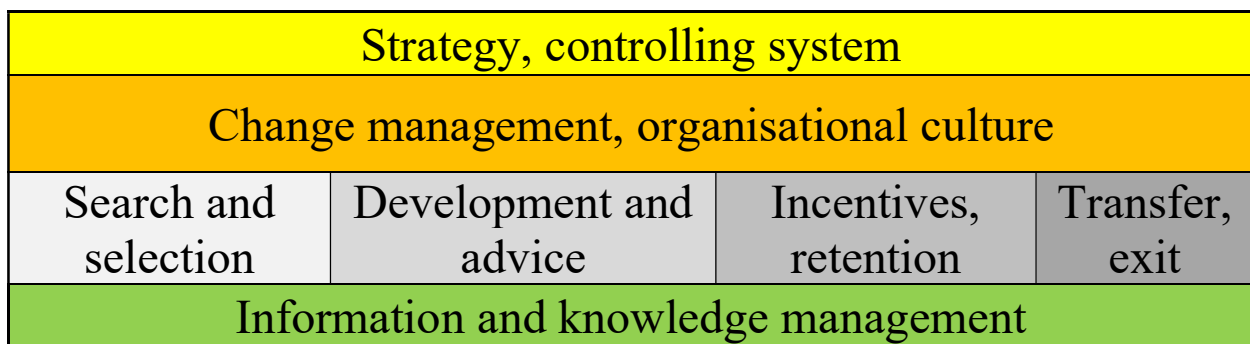 Strategy, controlling system
Change management, organisational culture
Search and
selection
Development and
advice
Incentives,
retention
Transfer,
exit
Information and knowledge management